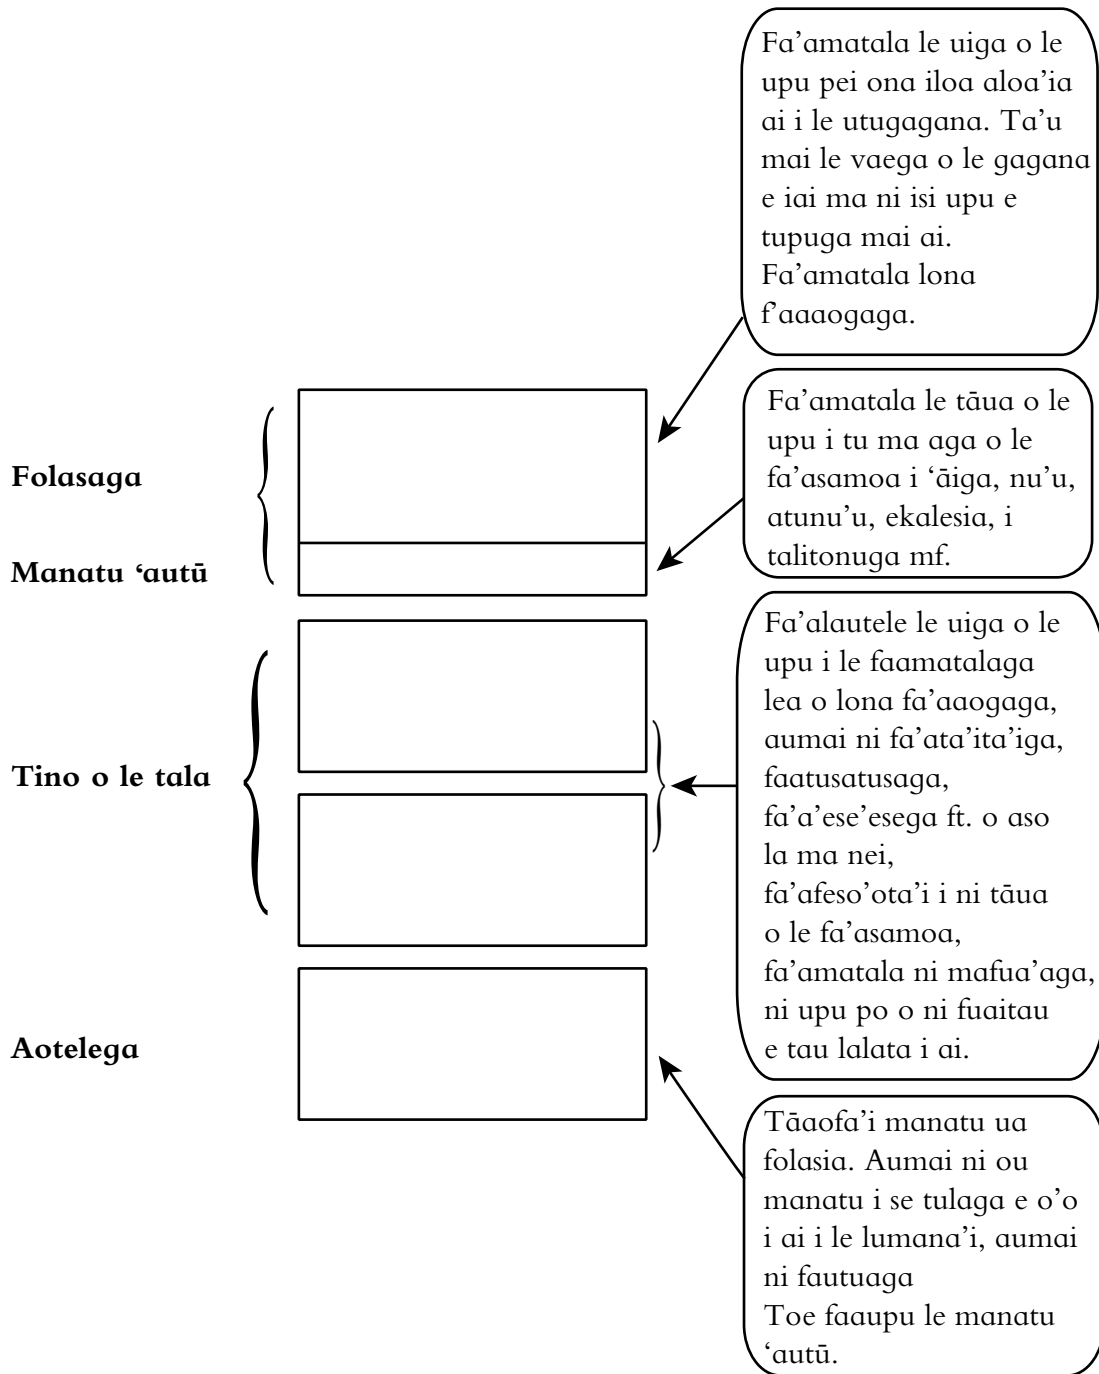 Fa’amatala le uiga o le
upu pei ona iloa aloa’ia
ai i le utugagana. Ta’u
mai le vaega o le gagana
e iai ma ni isi upu e
tupuga mai ai.
Fa’amatala lona
f’aaaogaga.
Folasaga
Manatu ‘autū
Fa’amatala le tāua o le
upu i tu ma aga o le
fa’asamoa i ‘āiga, nu’u,
atunu’u, ekalesia, i
talitonuga mf.
Tino o le tala
Fa’alautele le uiga o le
upu i le faamatalaga
lea o lona fa’aaogaga,
aumai ni fa’ata’ita’iga,
faatusatusaga,
fa’a’ese’esega ft. o aso
la ma nei,
fa’afeso’ota’i i ni tāua
o le fa’asamoa,
fa’amatala ni mafua’aga,
ni upu po o ni fuaitau
e tau lalata i ai.
Aotelega
Tāaofa’i manatu ua
folasia. Aumai ni ou
manatu i se tulaga e o’o
i ai i le lumana’i, aumai
ni fautuaga
Toe faaupu le manatu
‘autū.